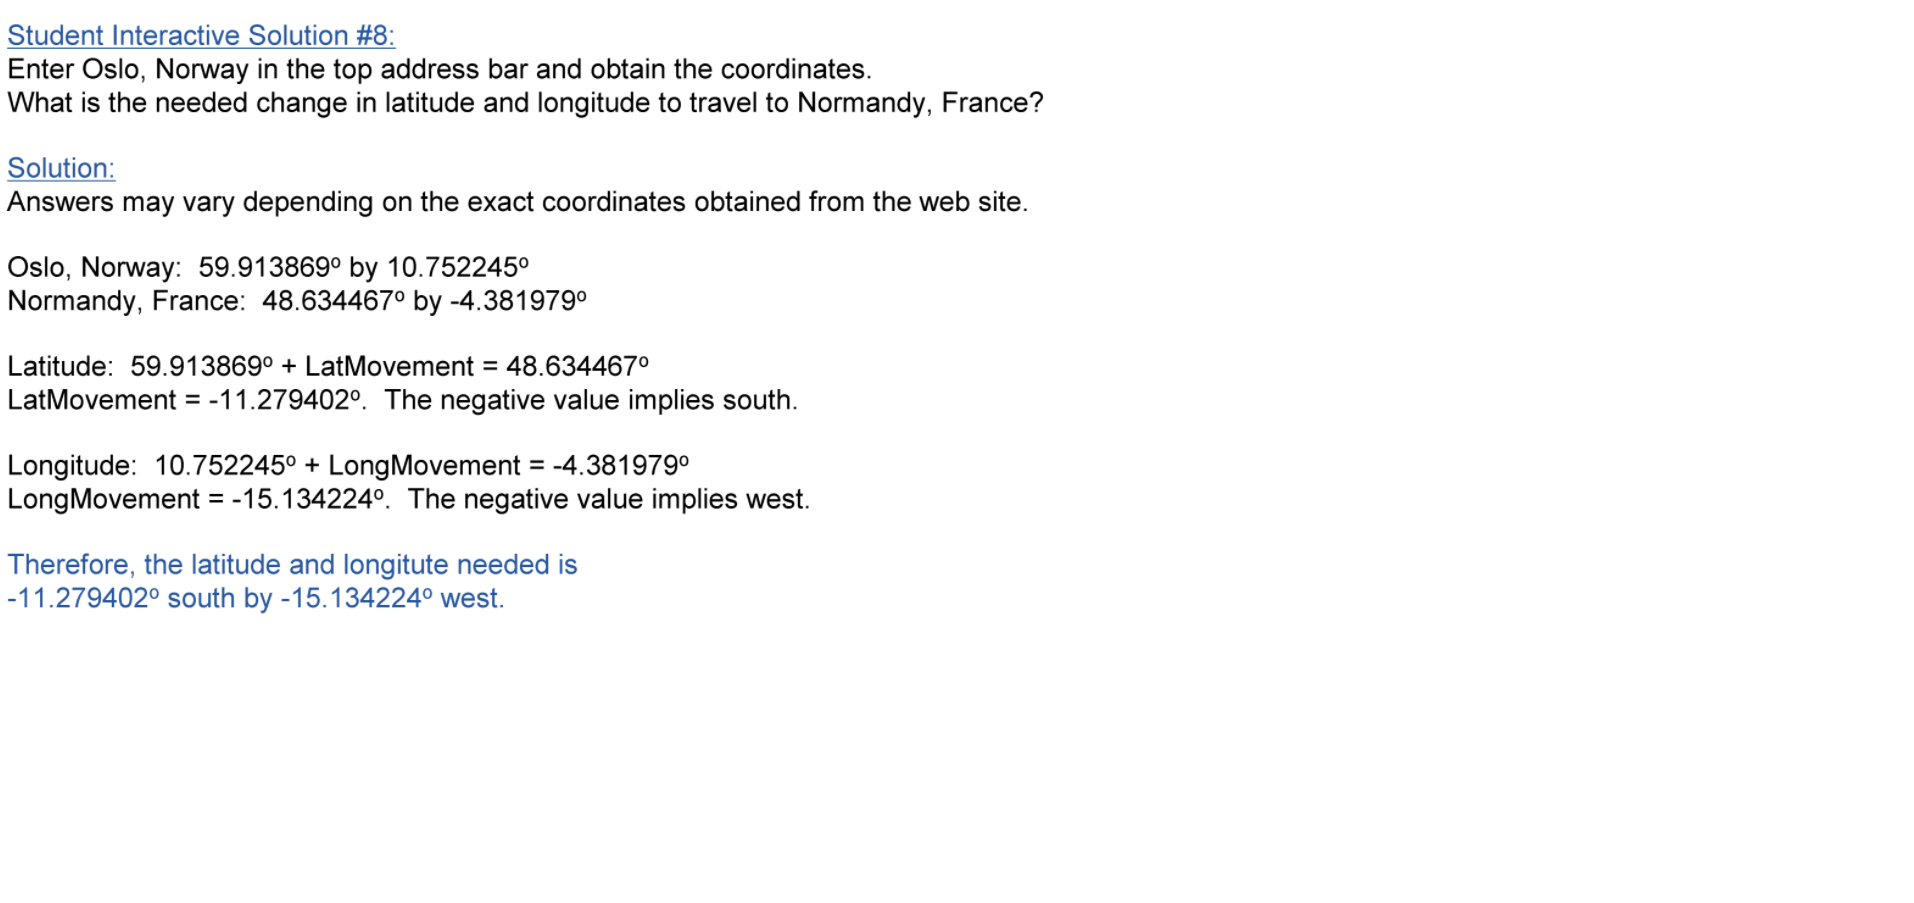 Student Interactive Solution #8:
Enter Oslo, Norway in the top address bar and obtain the coordinates.
What is the needed change in latitude and longitude to travel to Normandy, France?
Solution:
Answers may vary depending on the exact coordinates obtained from the web site.
Oslo, Norway:  59.913869º by 10.752245º
Normandy, France:  48.634467º by -4.381979º
Latitude:  59.913869º + LatMovement = 48.634467º
LatMovement = -11.279402º.  The negative value implies south.
Longitude:  10.752245º + LongMovement = -4.381979º
LongMovement = -15.134224º.  The negative value implies west.
Therefore, the latitude and longitute needed is
-11.279402º south by -15.134224º west.